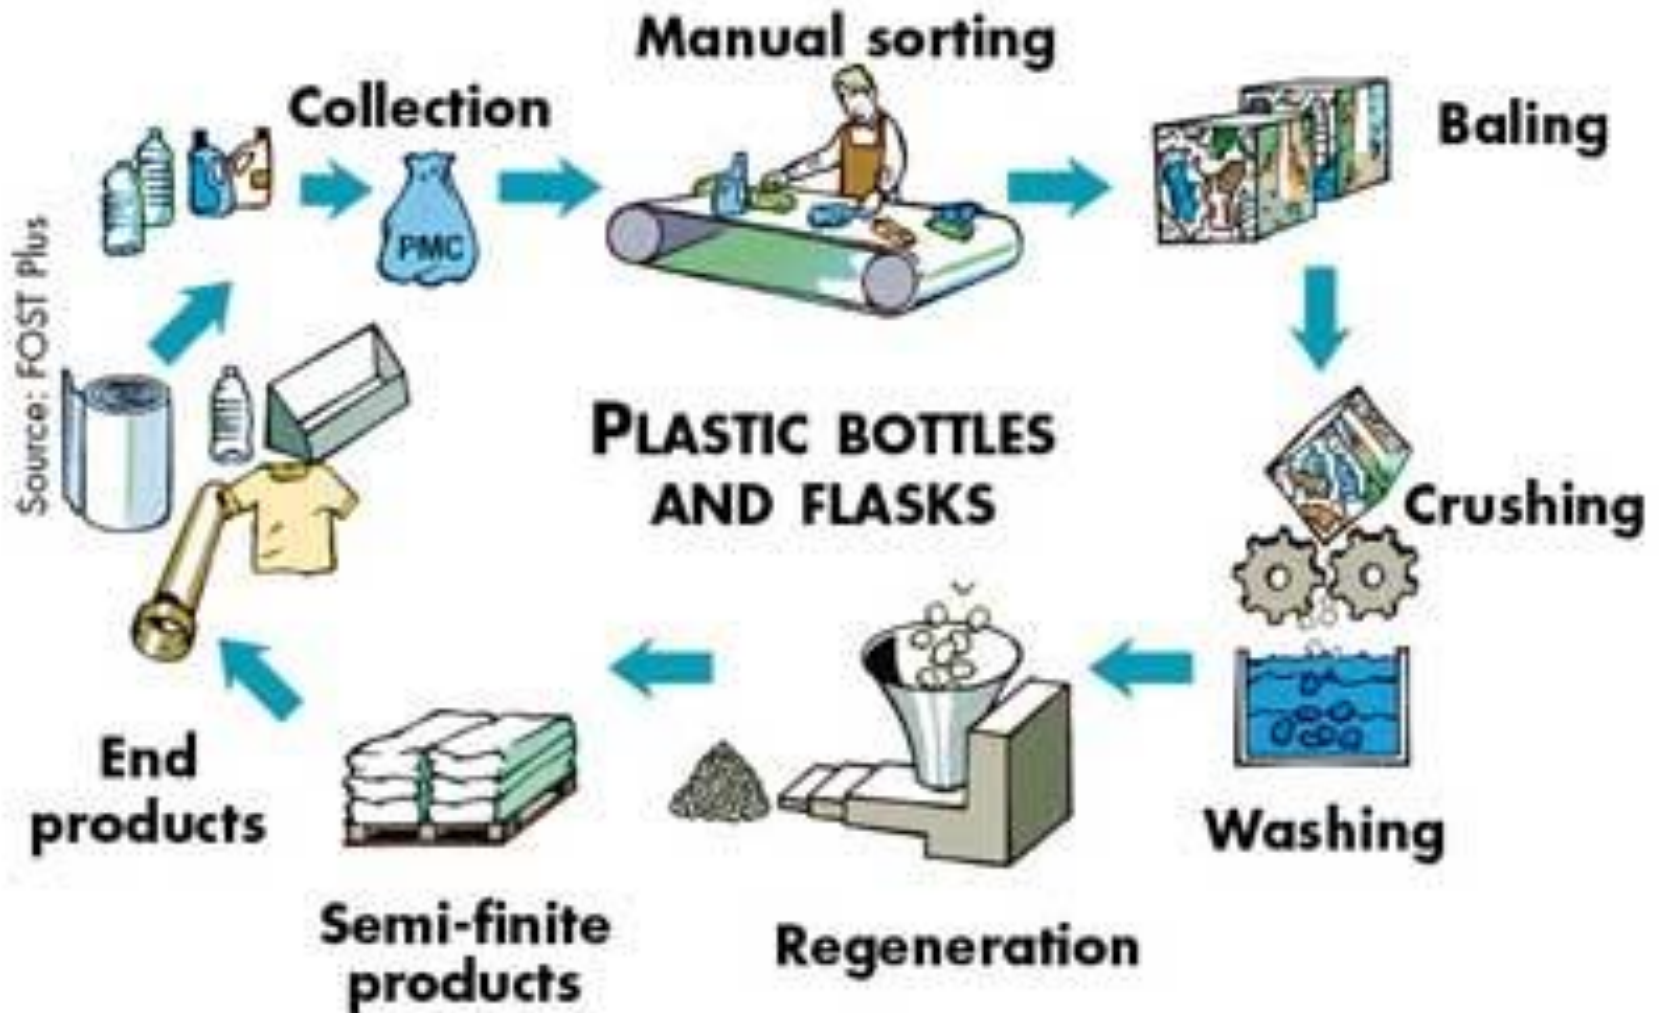 Manual sorting
Collection
Baling
PMC
Source: FOST Plus
PLASTIC BOTTLES
AND FLASKS
Crushing
Washing
End
products
Semi-finite
products
Regeneration